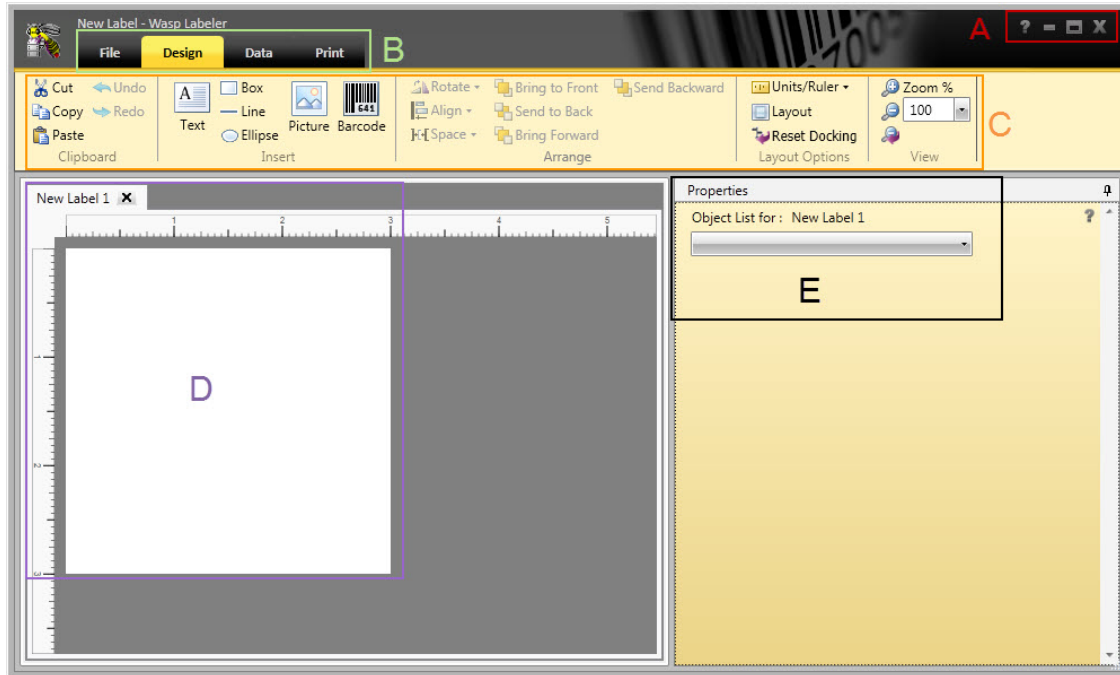 New Label - Wasp Labeler
A ? X
File Design Data Print B
Cut Undo
Copy Redo
Paste
Clipboard
A
Text
Box
Line
Ellipse
Picture
641
Barcode
Insert
Rotate Bring to Front Send Backward
Align Send to Back
Space Bring Forward
Arrange
Units/Ruler
Layout
Reset Docking
Layout Options
Zoom %
100
View
C
New Label 1 X
1 2 3 4 5
1
2
3
D
Properties
Object List for : New Label 1
?
E